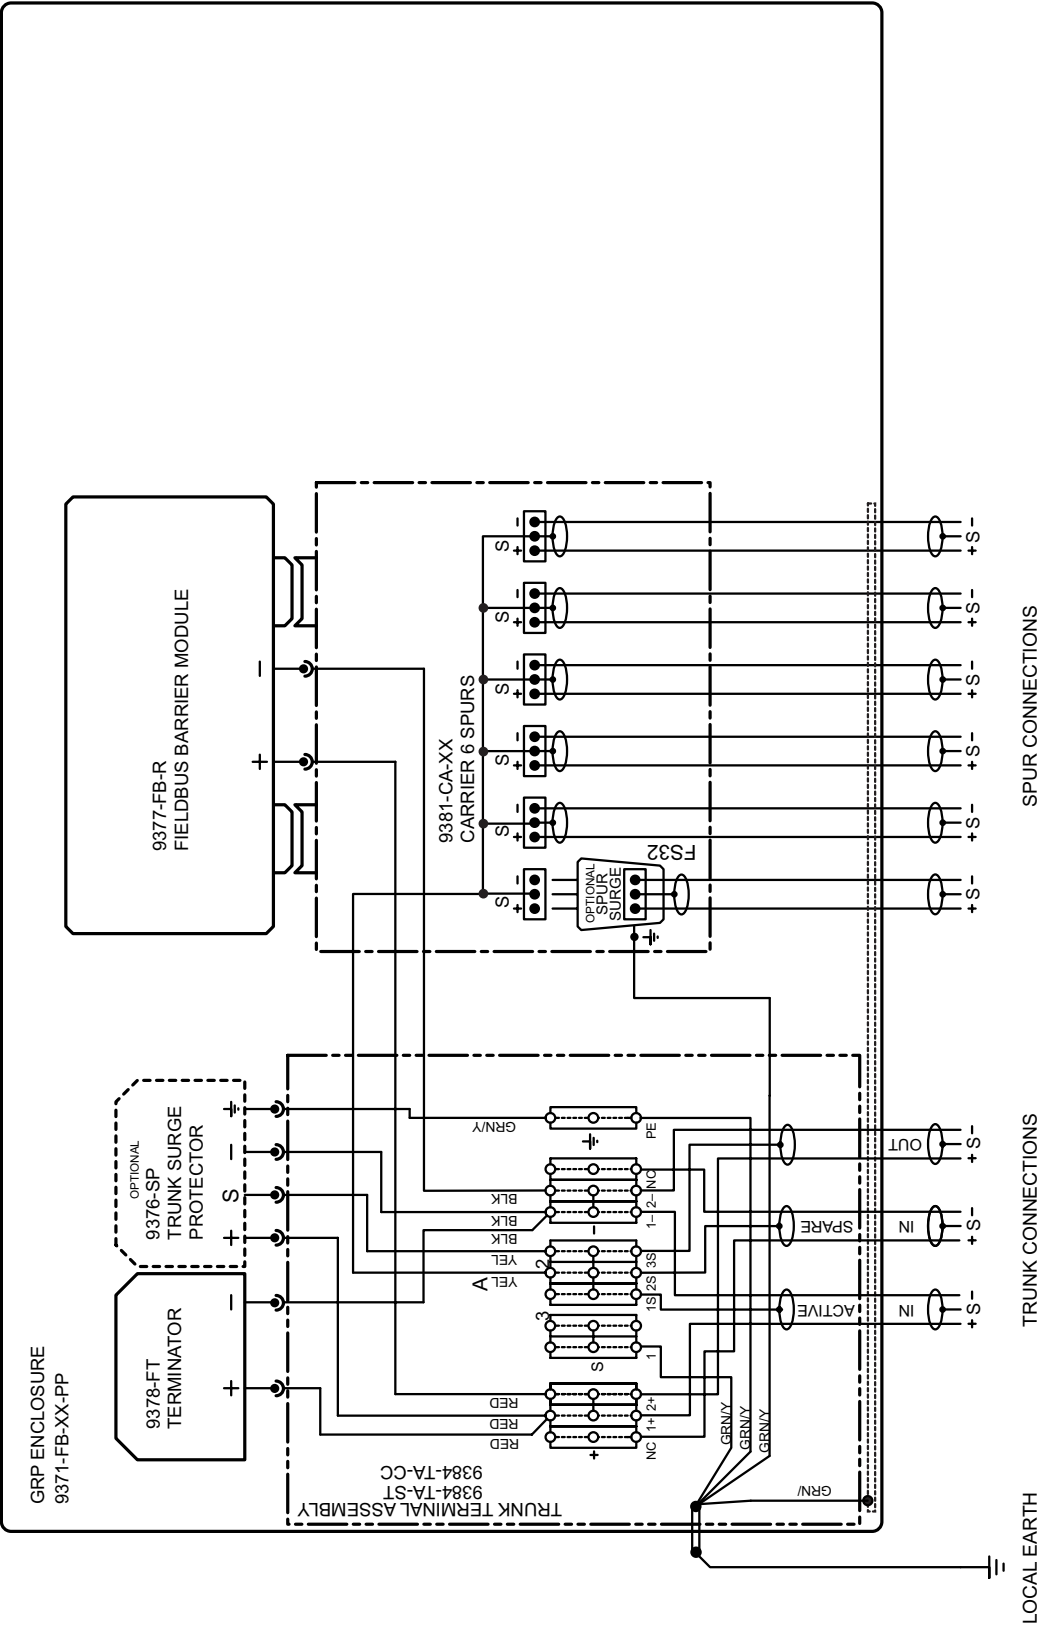 GRP ENCLOSURE
9371-FB-XX-PP
9378-FT
TERMINATOR
+ –
OPTIONAL
9376-SP
TRUNK SURGE
PROTECTOR
+ S –
9377-FB-R
FIELDBUS BARRIER MODULE
+ –
TRUNK TERMINAL ASSEMBLY
9384-TA-ST
9384-TA-CC
RED
RED
RED
A
YEL
YEL
BLK
BLK
BLK
GRN/Y
+
S
3
2
–
NC 1+ 2+
1
1S 2S 3S
1– 2– NC
PE
GRN/Y
GRN/Y
GRN/Y
GRN/
ACTIVE
IN
SPARE
IN
OUT
9381-CA-XX
CARRIER 6 SPURS
+ S –
+ S –
+ S –
+ S –
+ S –
+ S –
OPTIONAL
SPUR
SURGE
FS32
+ S –
+ S –
+ S –
+ S –
+ S –
+ S –
+ S –
+ S –
+ S –
LOCAL EARTH
TRUNK CONNECTIONS
SPUR CONNECTIONS